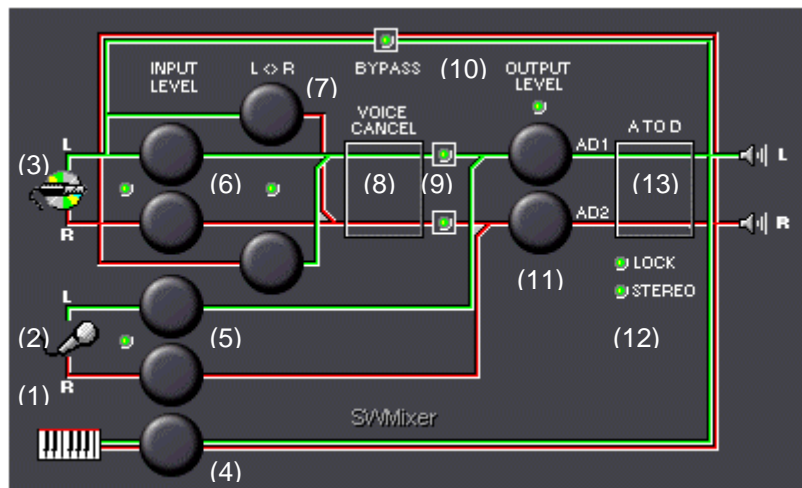 (10)
INPUT LEVEL
L <> R
(7)
BYPASS
OUTPUT LEVEL
VOICE CANCEL
A TO D
L
(3)
(6)
(8)
(9)
AD1
(13)
L
R
AD2
R
(11)
LOCK
STEREO
L
(2)
(5)
(12)
(1)
R
SWMixer
(4)